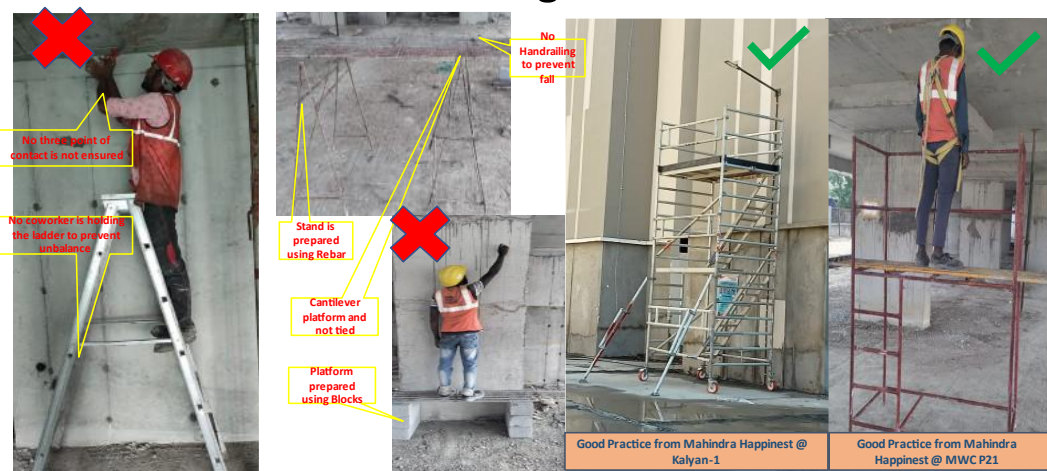 No three point of
contact is not ensured
No coworker is holding
the ladder to prevent
unbalance
No
Handrailing
to prevent
fall
Stand is
prepared
using Rebar
Cantilever
platform and
not tied
Platform
prepared
using Blocks
Good Practice from Mahindra Happinest @
Kalyan-1
Good Practice from Mahindra
Happinest @ MWC P21